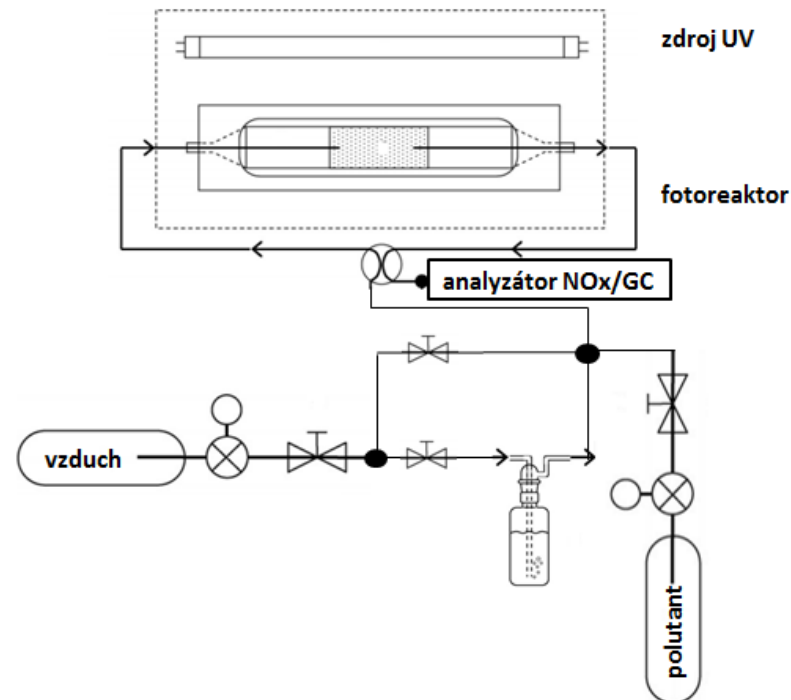 zdroj UV
fotoreaktor
analyzátor NOx/GC
vzduch
polutant